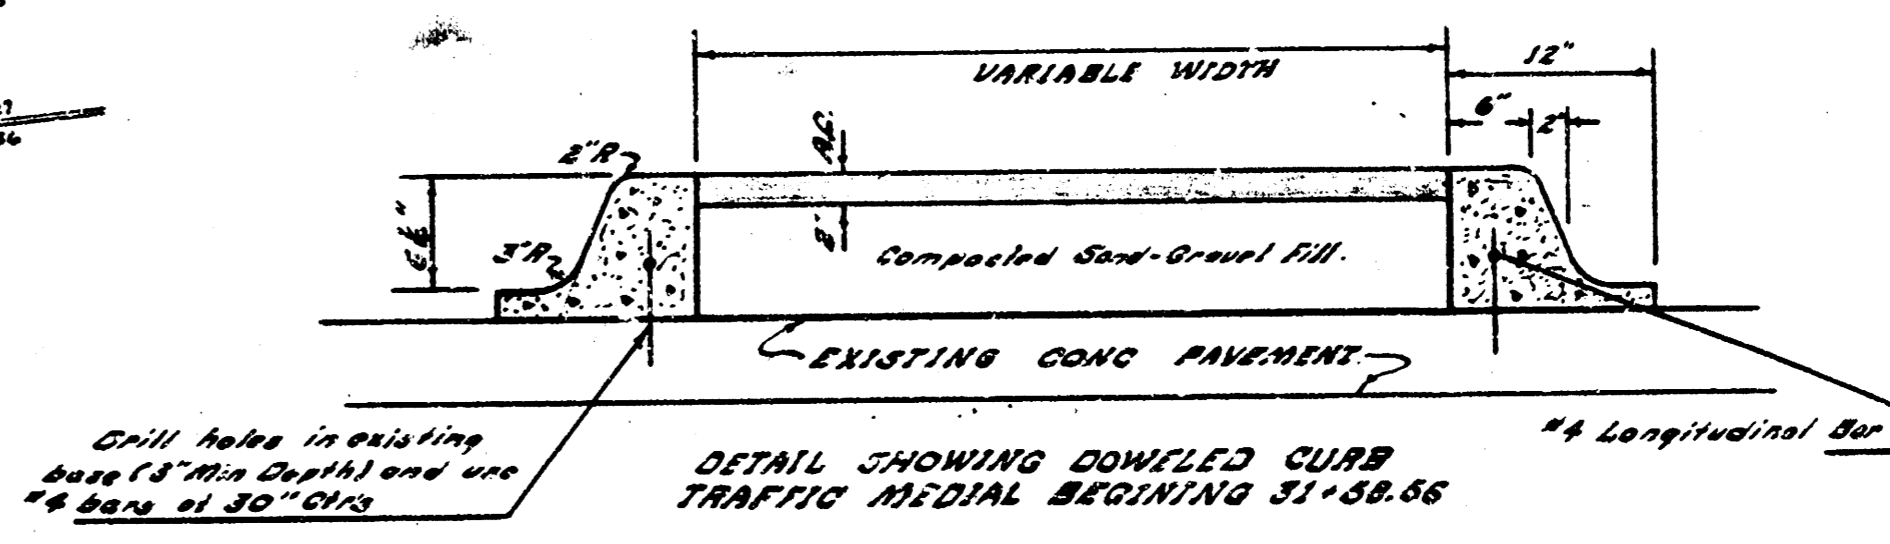 12"
VARIABLE WIDTH
6"
2"
A.C.
2"R
2"
3"R
Compacted Sand-Gravel Fill.
EXISTING CONC PAVEMENT.
Drill holes in existing
base (3" Min Depth) and use
#4 bars at 30" Ctrs
#4 Longitudinal Bar
DETAIL SHOWING DOWELED CURB
TRAFFIC MEDIAL BEGINING 31+58.56